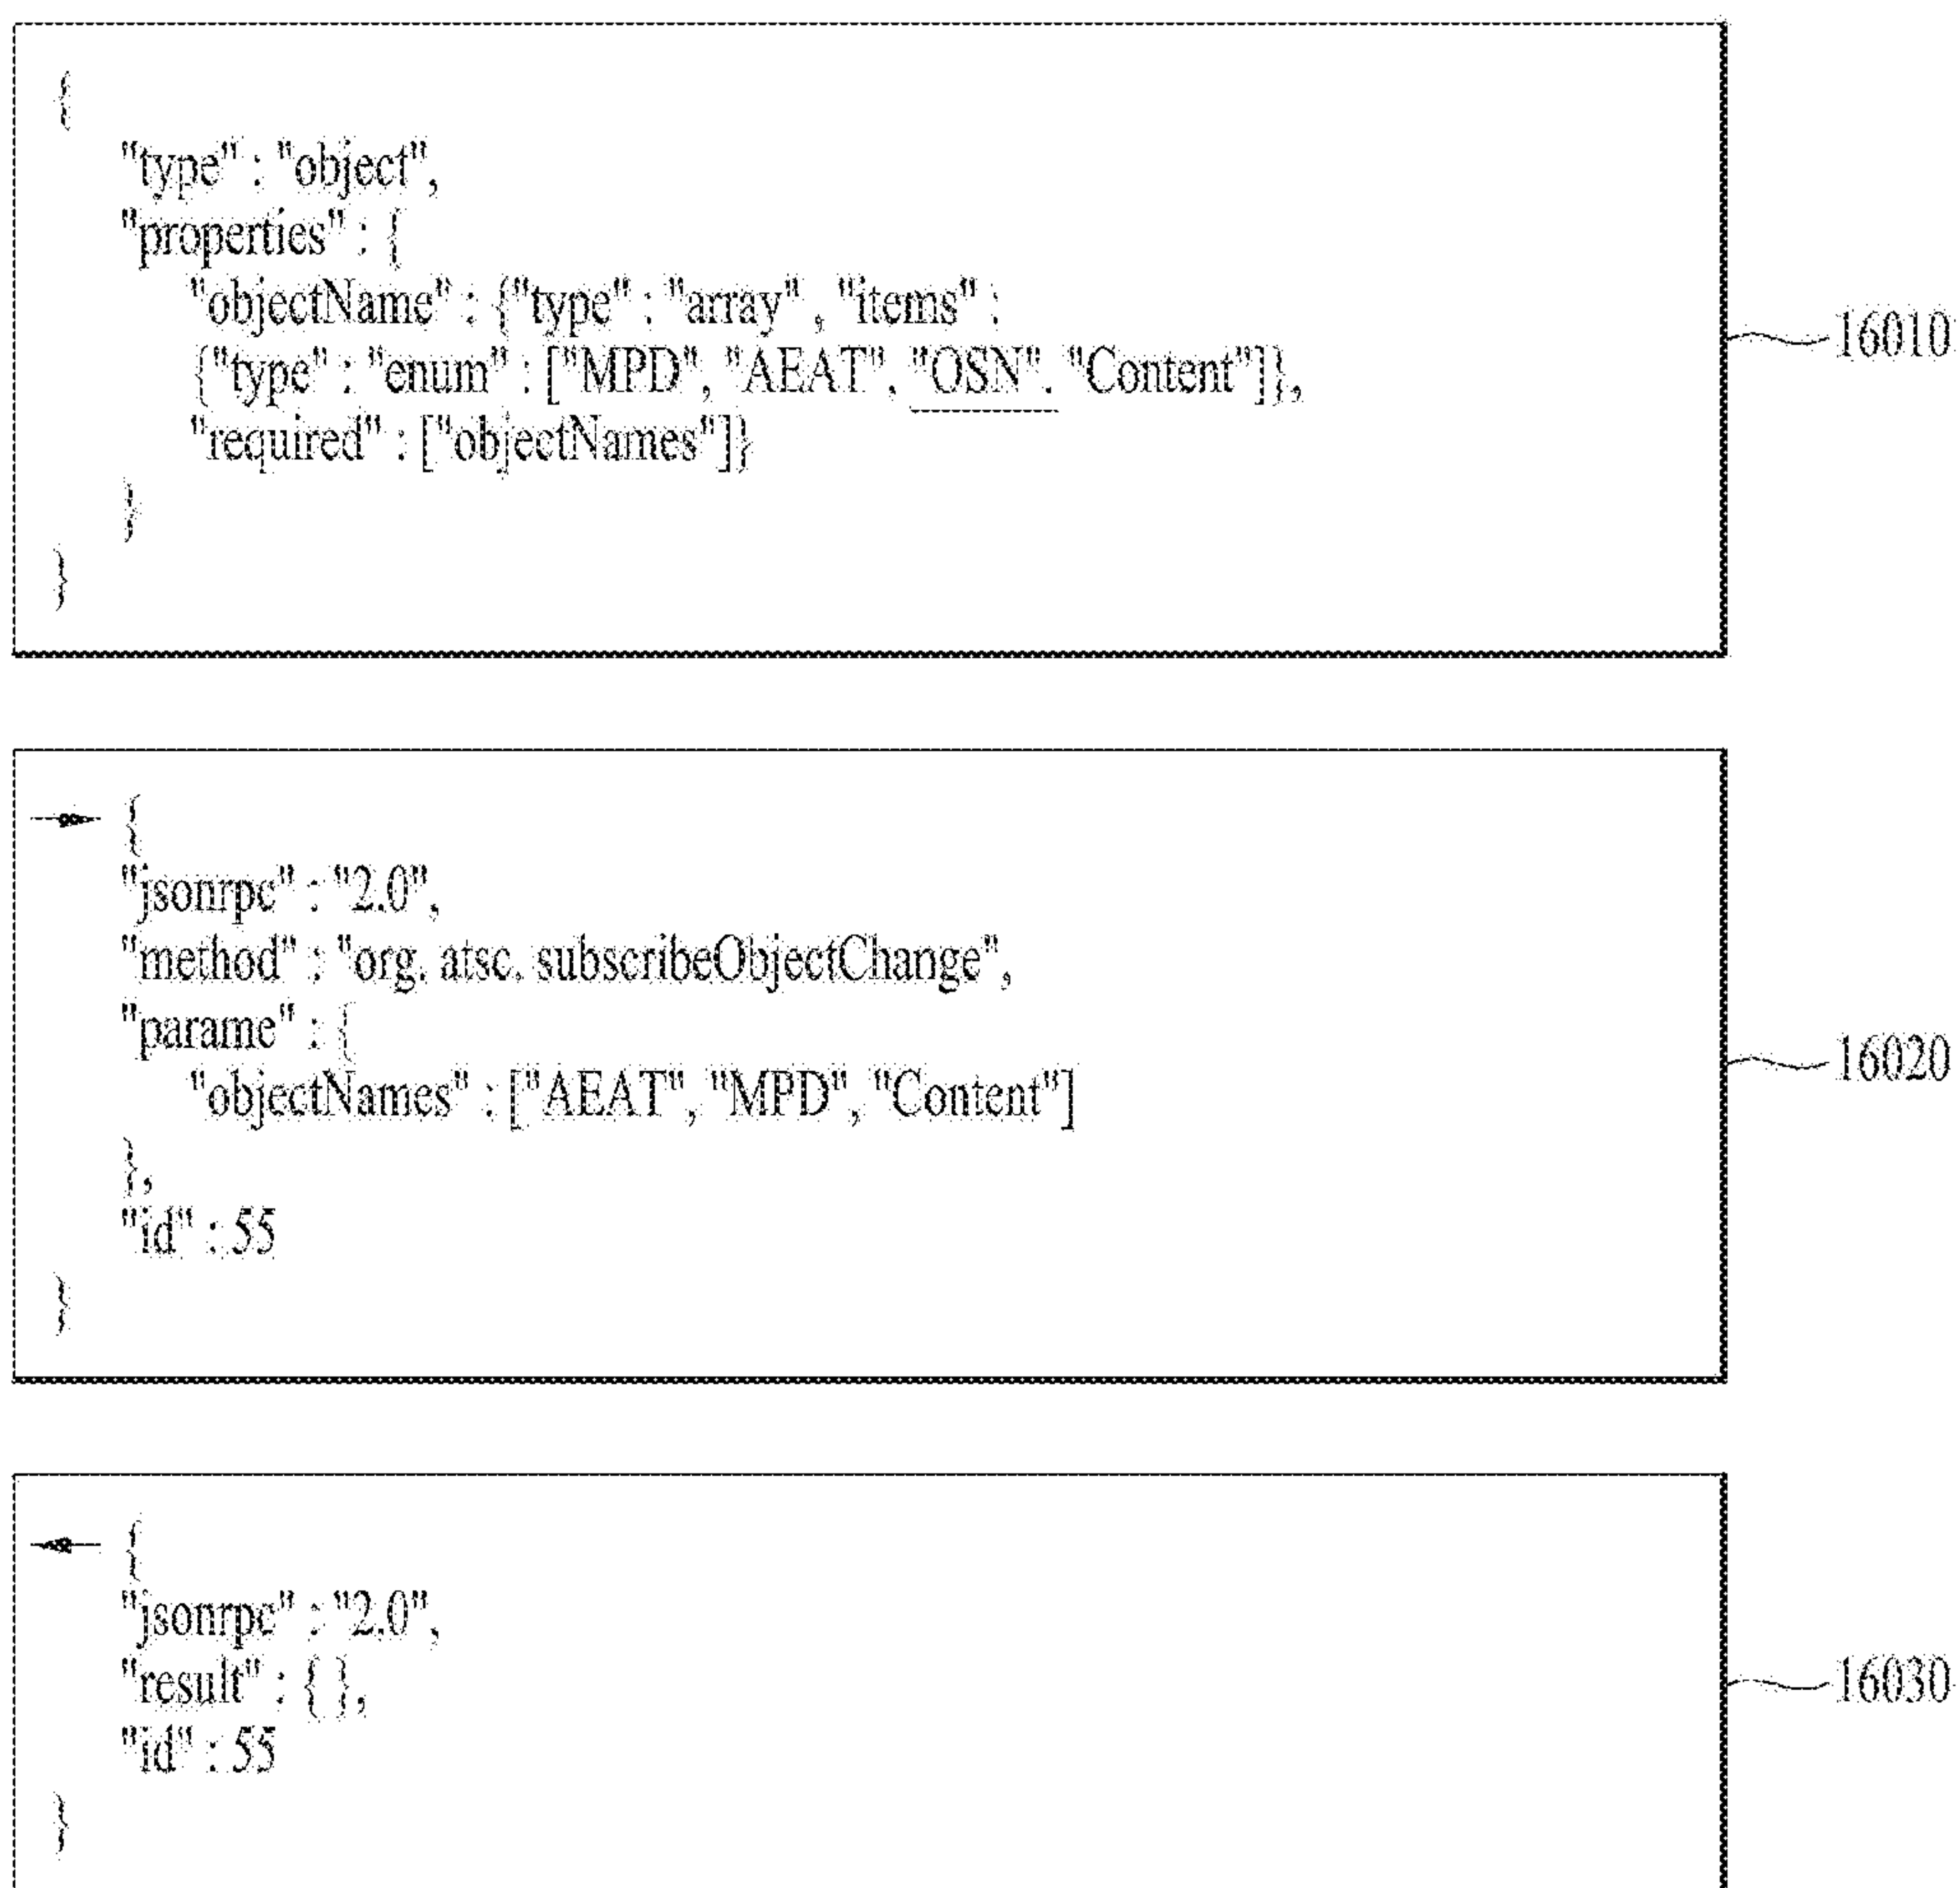 {
"type" : "object",
"properties" : {
"objectName" : {"type" : "array" , "items" :
{"type" : "enum" : ["MPD", "AEAT", "OSN", "Content"]},
"required" : ["objectNames"]}
}
}
16010
{
"jsonrpc" : "2.0",
"method" : "org. atsc. subscribeObjectChange",
"parame" : {
"objectNames" : ["AEAT", "MPD", "Content"]
},
"id" : 55
}
16020
{
"jsonrpc" : "2.0",
"result" : { },
"id" : 55
}
16030